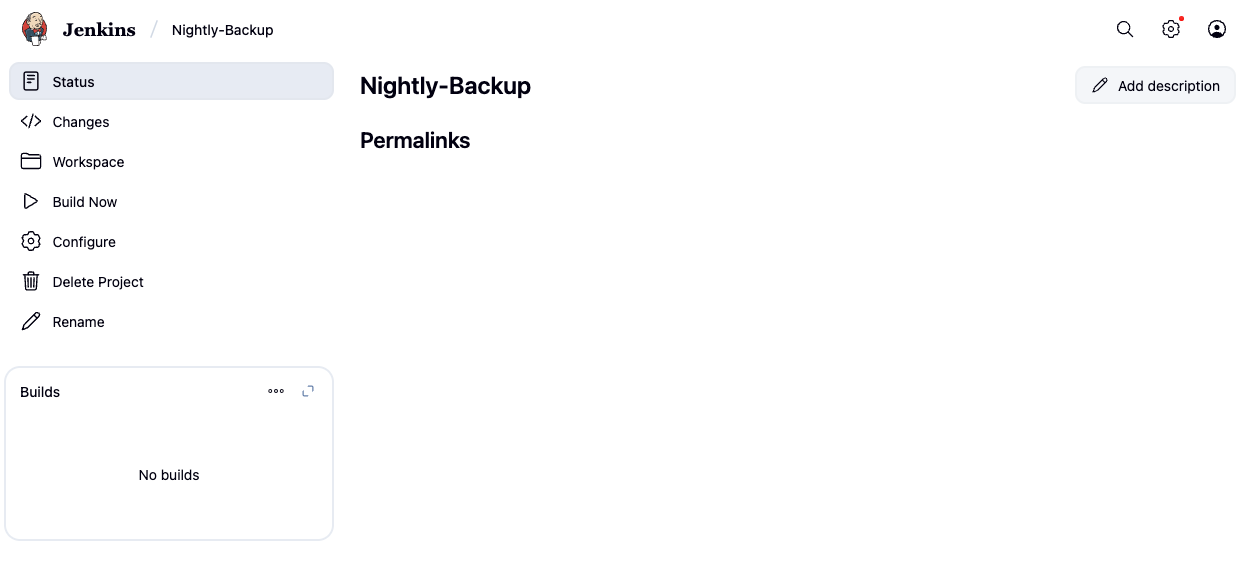 Jenkins / Nightly-Backup
Status
Changes
Workspace
Build Now
Configure
Delete Project
Rename
Builds
No builds
Nightly-Backup
Add description
Permalinks